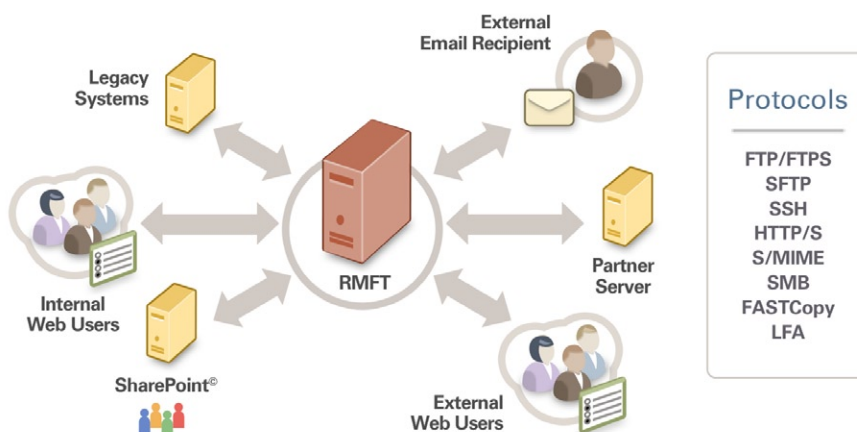 External
Email Recipient
Legacy
Systems
RMFT
Internal
Web Users
Partner
Server
SharePoint©
External
Web Users
Protocols
FTP/FTPS
SFTP
SSH
HTTP/S
S/MIME
SMB
FASTCopy
LFA